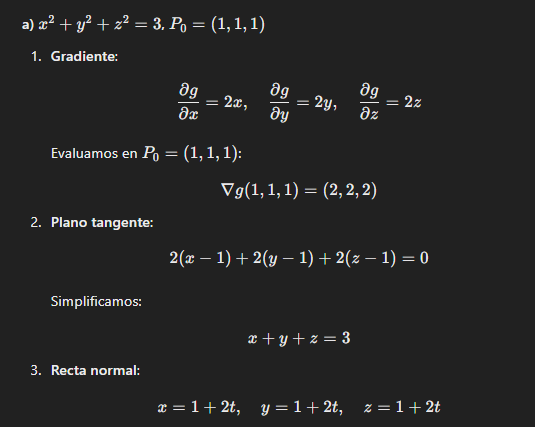 a) x² + y² + z² = 3, P₀ = (1, 1, 1)
1. Gradiente:
∂g/∂x = 2x, ∂g/∂y = 2y, ∂g/∂z = 2z
Evaluamos en P₀ = (1, 1, 1):
∇g(1, 1, 1) = (2, 2, 2)
2. Plano tangente:
2(x − 1) + 2(y − 1) + 2(z − 1) = 0
Simplificamos:
x + y + z = 3
3. Recta normal:
x = 1 + 2t, y = 1 + 2t, z = 1 + 2t